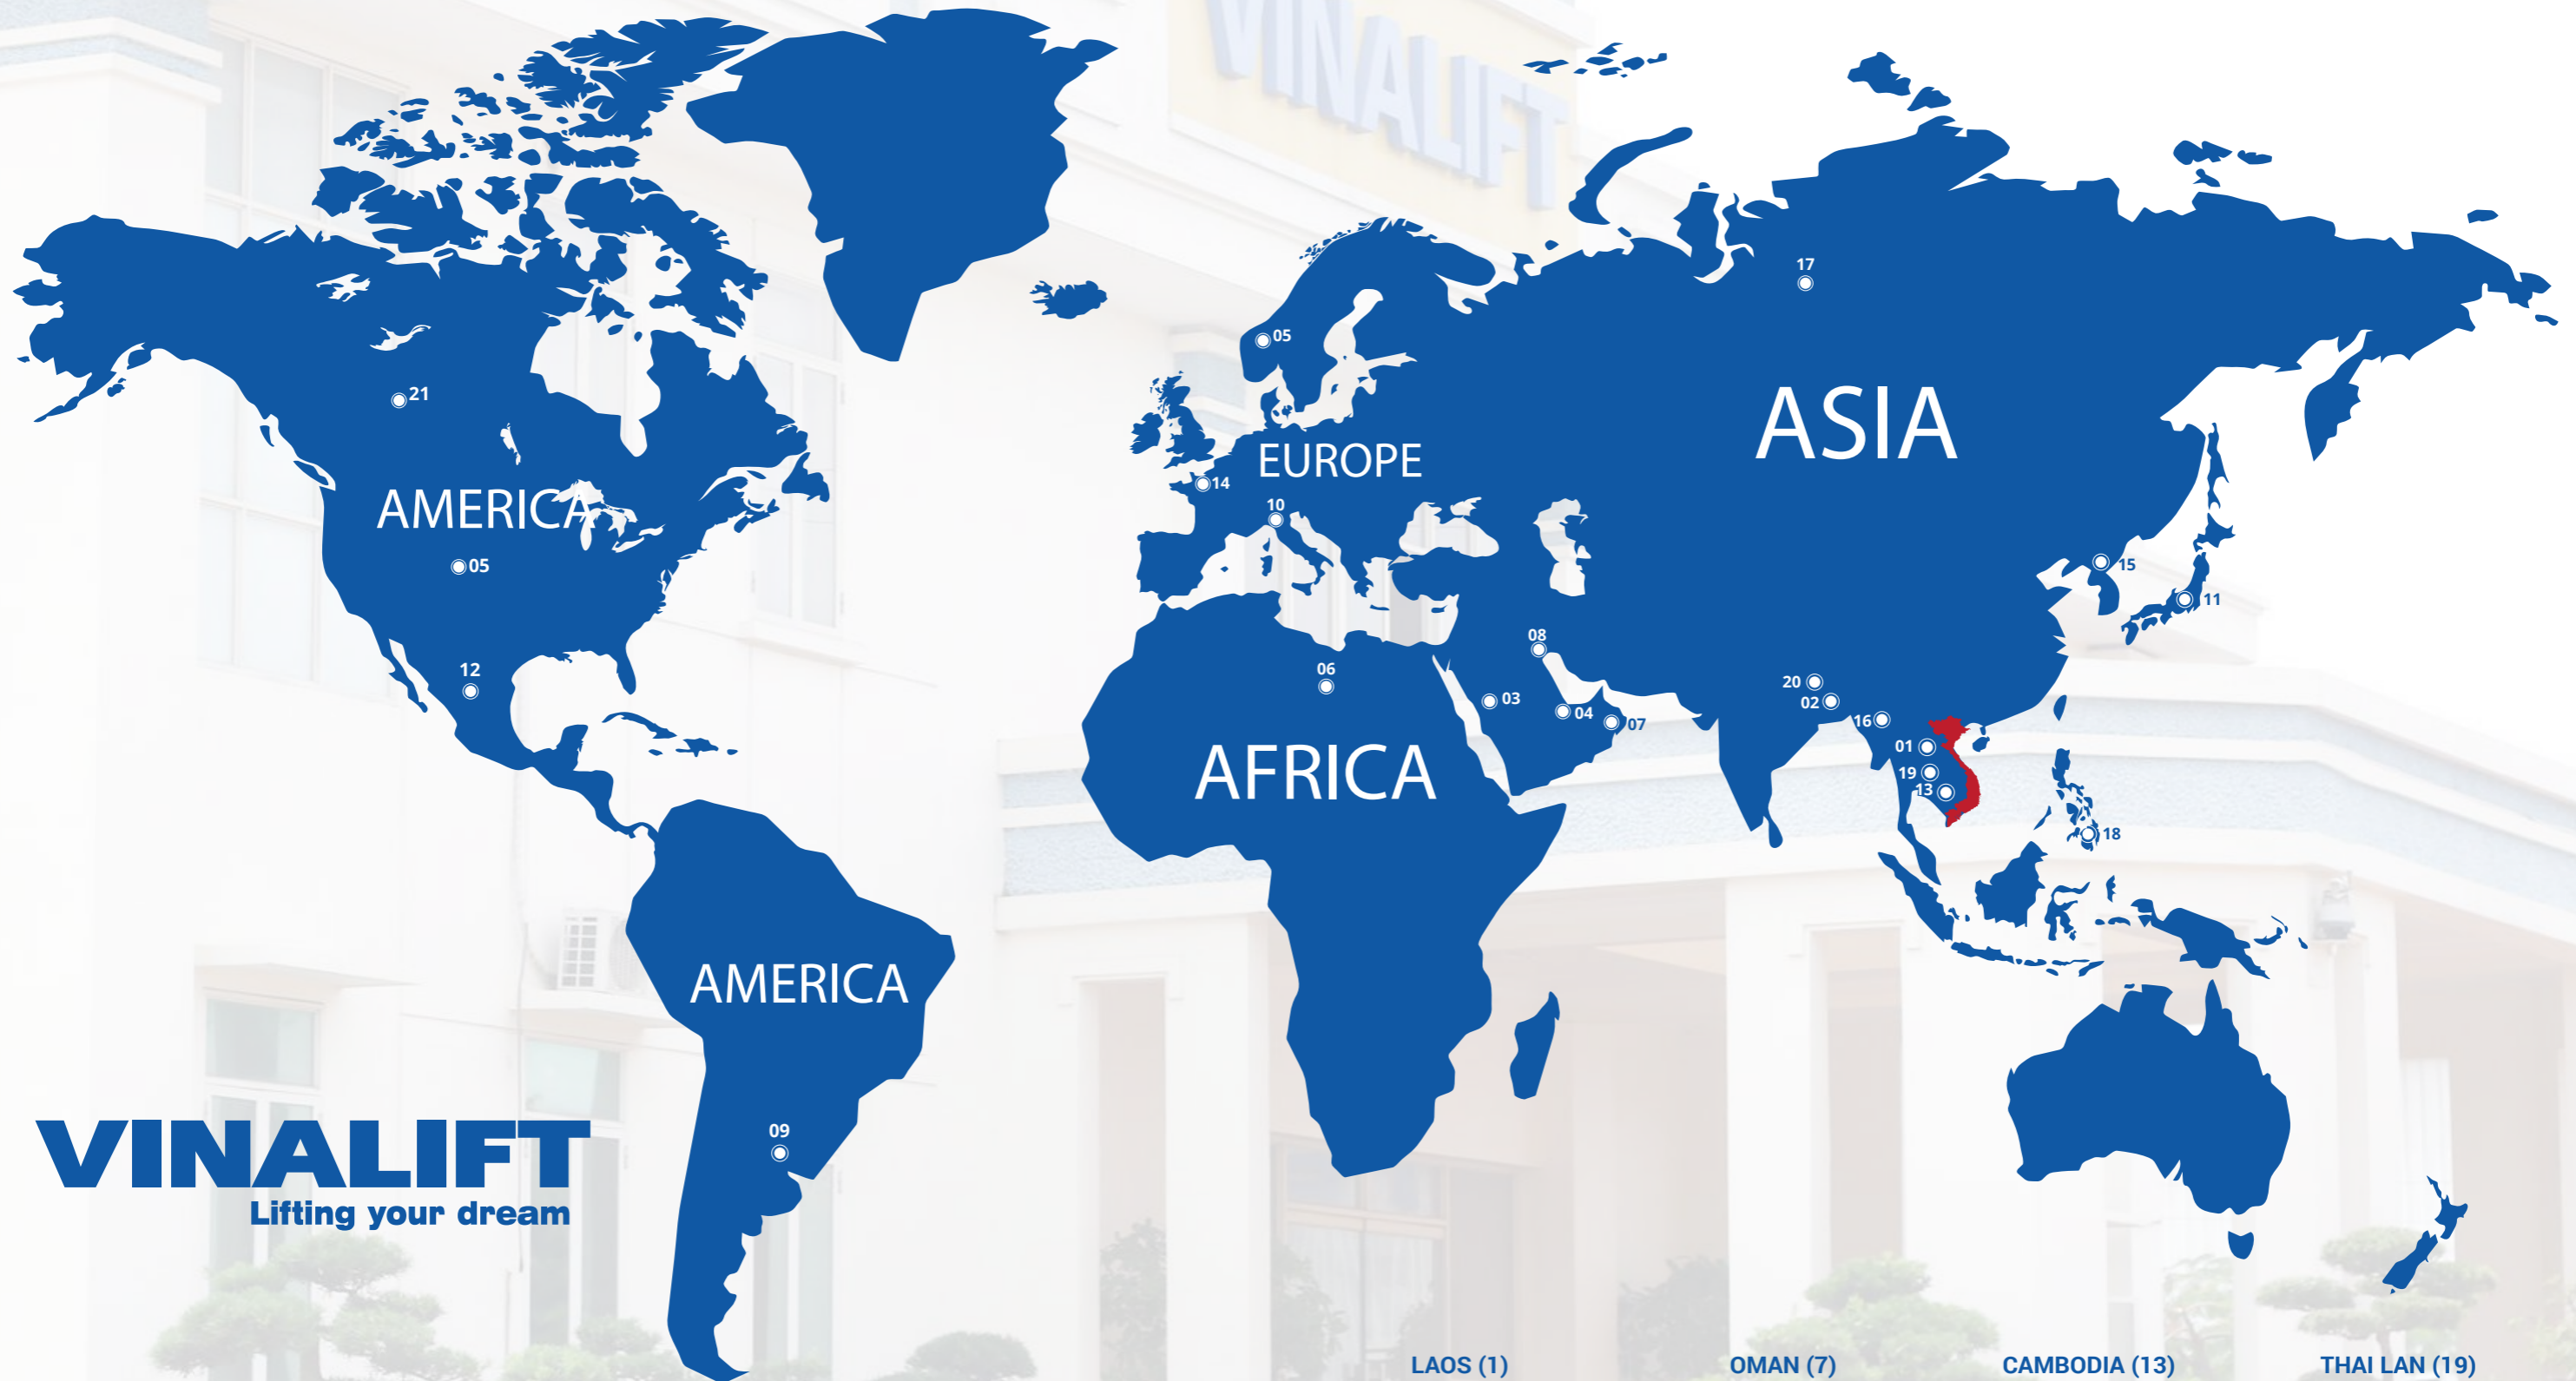 VINALIFT
17
05
21
ASIA
EUROPE
14
AMERICA
10
05
15
11
08
12
06
20
03
02
04
07
16
01
AFRICA
19
13
18
AMERICA
09
VINALIFT
Lifting your dream
LAOS (1)
OMAN (7)
CAMBODIA (13)
THAI LAN (19)